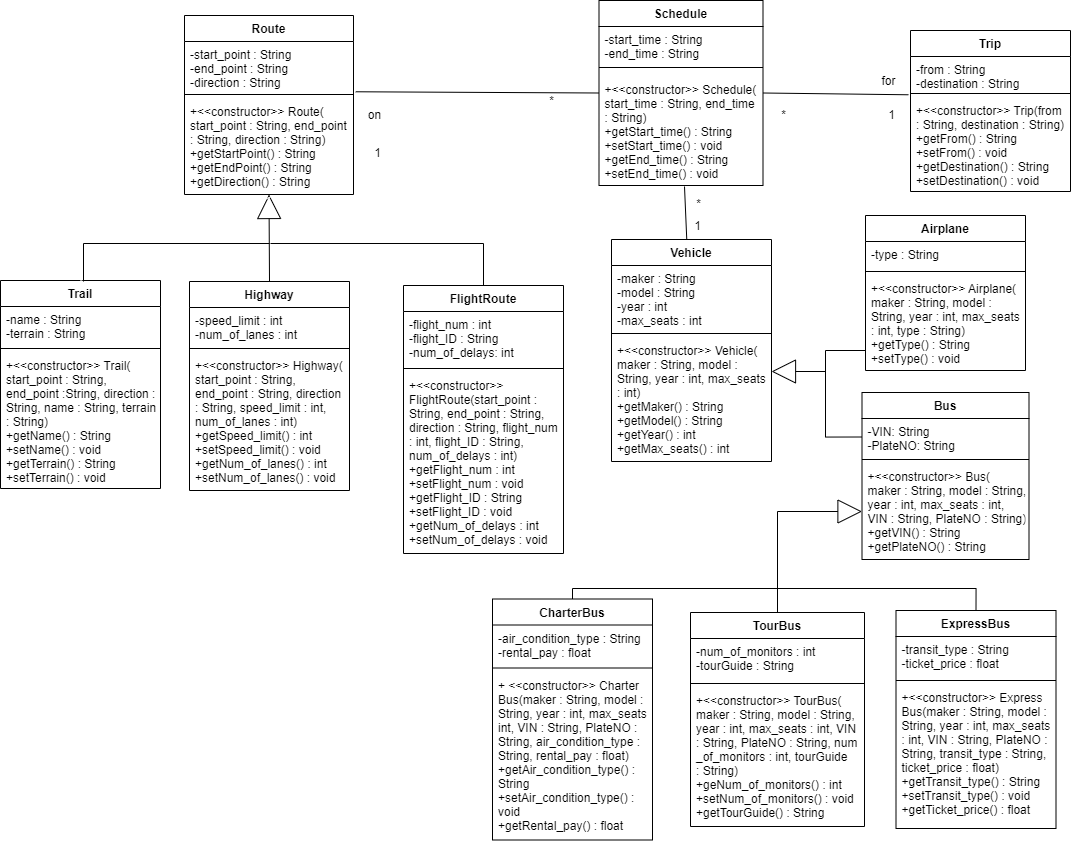 Route
-start_point : String
-end_point : String
-direction : String
+<<constructor>> Route(
start_point : String, end_point
: String, direction : String)
+getStartPoint() : String
+getEndPoint() : String
+getDirection() : String
on
1
*
Schedule
-start_time : String
-end_time : String
+<<constructor>> Schedule(
start_time : String, end_time
: String)
+getStart_time() : String
+setStart_time() : void
+getEnd_time() : String
+setEnd_time() : void
*
for
1
Trip
-from : String
-destination : String
+<<constructor>> Trip(from
: String, destination : String)
+getFrom() : String
+setFrom() : void
+getDestination() : String
+setDestination() : void
*
1
Vehicle
-maker : String
-model : String
-year : int
-max_seats : int
+<<constructor>> Vehicle(
maker : String, model :
String, year : int, max_seats
: int)
+getMaker() : String
+getModel() : String
+getYear() : int
+getMax_seats() : int
Airplane
-type : String
+<<constructor>> Airplane(
maker : String, model :
String, year : int, max_seats
: int, type : String)
+getType() : String
+setType() : void
Trail
-name : String
-terrain : String
+<<constructor>> Trail(
start_point : String,
end_point :String, direction :
String, name : String, terrain
: String)
+getName() : String
+setName() : void
+getTerrain() : String
+setTerrain() : void
Highway
-speed_limit : int
-num_of_lanes : int
+<<constructor>> Highway(
start_point : String,
end_point : String, direction
: String, speed_limit : int,
num_of_lanes : int)
+getSpeed_limit() : int
+setSpeed_limit() : void
+getNum_of_lanes() : int
+setNum_of_lanes() : void
FlightRoute
-flight_num : int
-flight_ID : String
-num_of_delays: int
+<<constructor>>
FlightRoute(start_point :
String, end_point : String,
direction : String, flight_num
: int, flight_ID : String,
num_of_delays : int)
+getFlight_num : int
+setFlight_num : void
+getFlight_ID : String
+setFlight_ID : void
+getNum_of_delays : int
+setNum_of_delays : void
Bus
-VIN: String
-PlateNO: String
+<<constructor>> Bus(
maker : String, model : String,
year : int, max_seats : int,
VIN : String, PlateNO : String)
+getVIN() : String
+getPlateNO() : String
CharterBus
-air_condition_type : String
-rental_pay : float
+ <<constructor>> Charter
Bus(maker : String, model :
String, year : int, max_seats
int, VIN : String, PlateNO :
String, air_condition_type :
String, rental_pay : float)
+getAir_condition_type() :
String
+setAir_condition_type() :
void
+getRental_pay() : float
TourBus
-num_of_monitors : int
-tourGuide : String
+<<constructor>> TourBus(
maker : String, model : String,
year : int, max_seats : int, VIN
: String, PlateNO : String, num
_of_monitors : int, tourGuide
: String)
+geNum_of_monitors() : int
+setNum_of_monitors() : void
+getTourGuide() : String
ExpressBus
-transit_type : String
-ticket_price : float
+<<constructor>> Express
Bus(maker : String, model :
String, year : int, max_seats
: int, VIN : String, PlateNO :
String, transit_type : String,
ticket_price : float)
+getTransit_type() : String
+setTransit_type() : void
+getTicket_price() : float